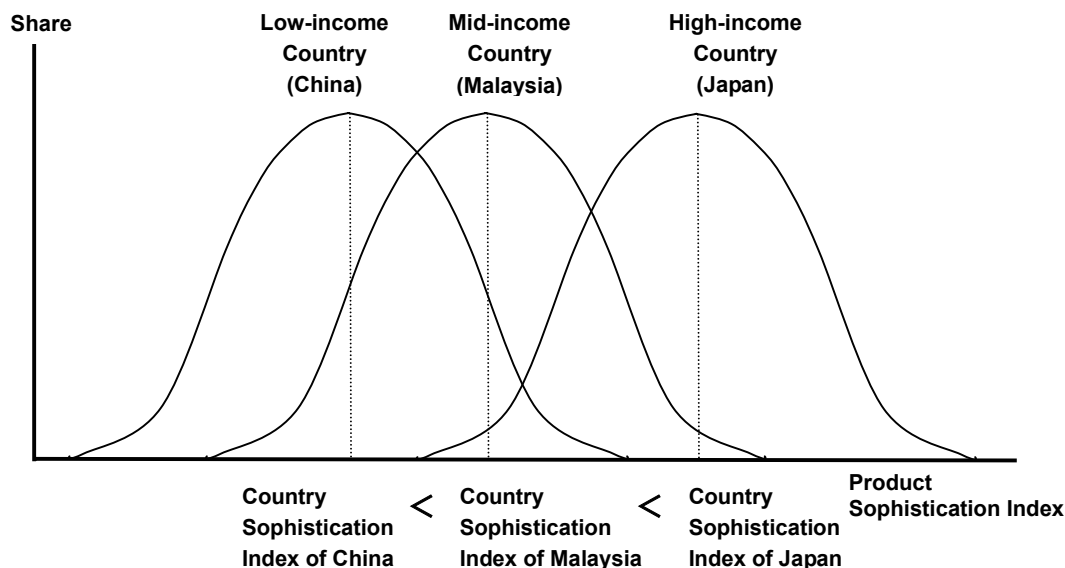 Share
Low-income
Country
(China)
Mid-income
Country
(Malaysia)
High-income
Country
(Japan)
Country
Sophistication
Index of China
<
Country
Sophistication
Index of Malaysia
<
Country
Sophistication
Index of Japan
Product
Sophistication Index